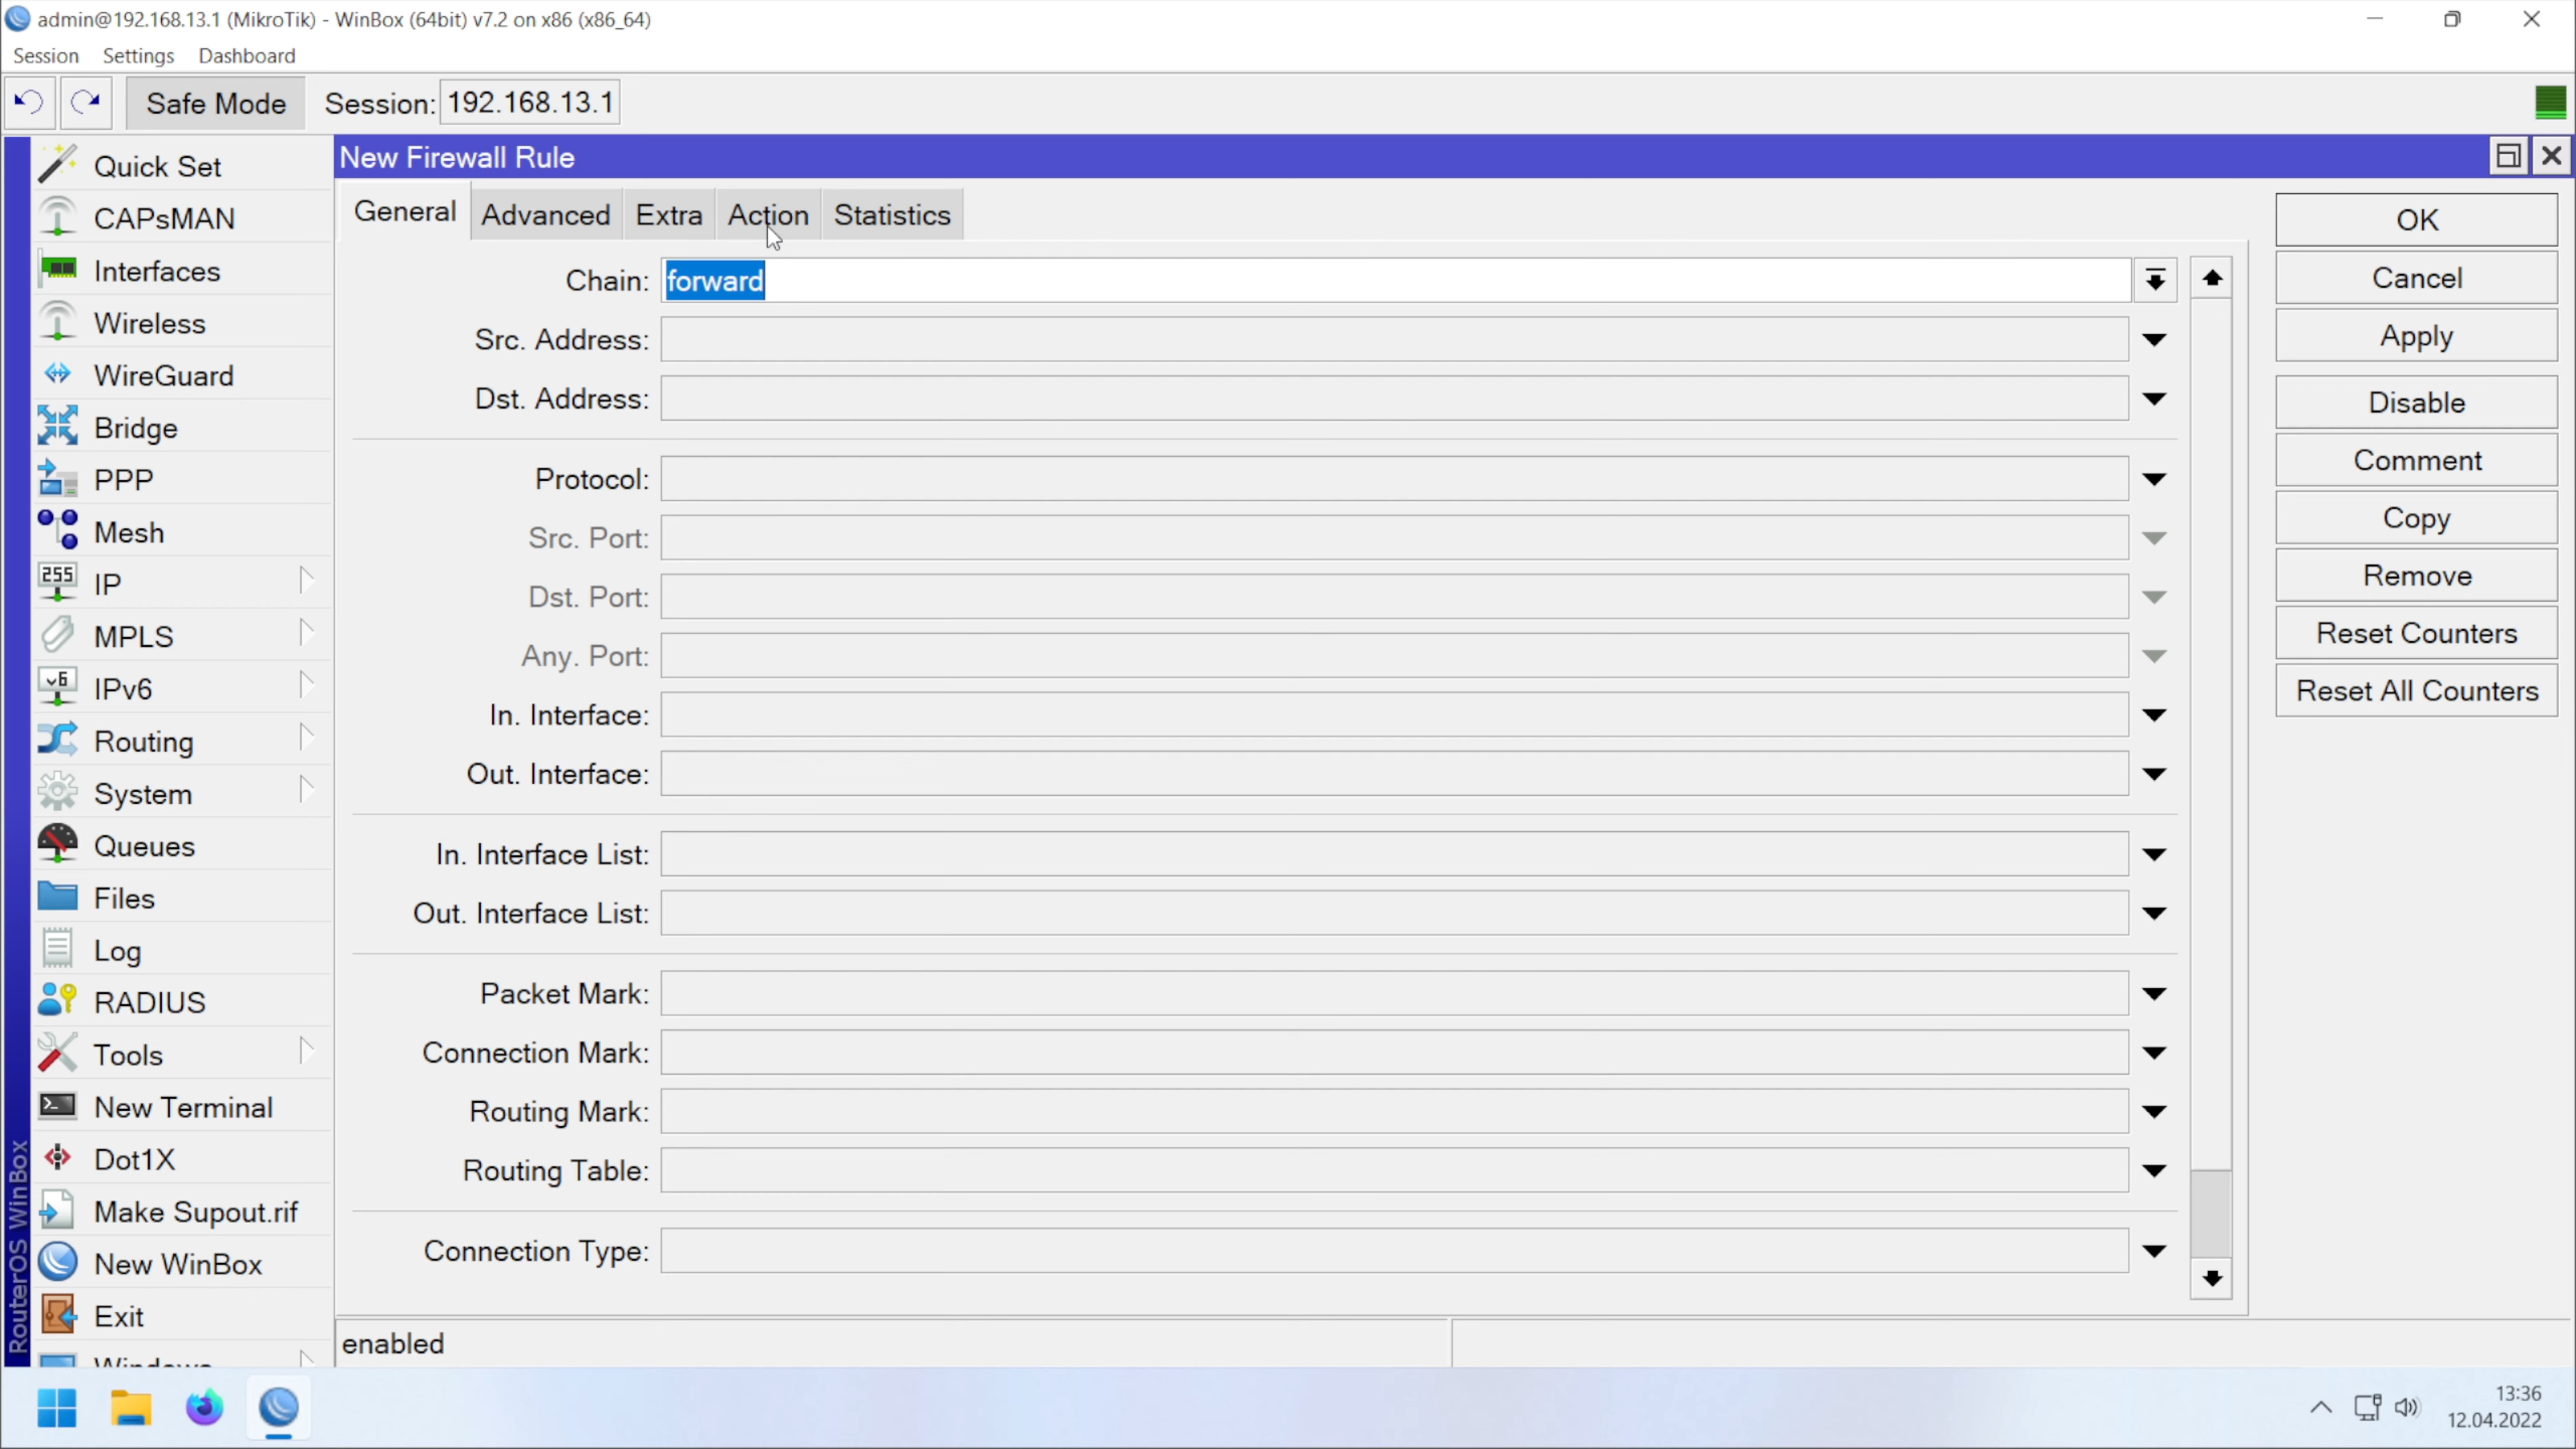 admin@192.168.13.1 (MikroTik) - WinBox (64bit) v7.2 on x86 (x86_64)
Session Settings Dashboard
Safe Mode Session: 192.168.13.1
Quick Set
CAPsMAN
Interfaces
Wireless
WireGuard
Bridge
PPP
Mesh
255 IP
MPLS
v6 IPv6
Routing
System
Queues
Files
Log
RADIUS
Tools
New Terminal
Dot1X
Make Supout.rif
New WinBox
Exit
Windows
RouterOS WinBox
New Firewall Rule
General Advanced Extra Action Statistics
Chain: forward
Src. Address:
Dst. Address:
Protocol:
Src. Port:
Dst. Port:
Any. Port:
In. Interface:
Out. Interface:
In. Interface List:
Out. Interface List:
Packet Mark:
Connection Mark:
Routing Mark:
Routing Table:
Connection Type:
OK
Cancel
Apply
Disable
Comment
Copy
Remove
Reset Counters
Reset All Counters
enabled
13:36
12.04.2022